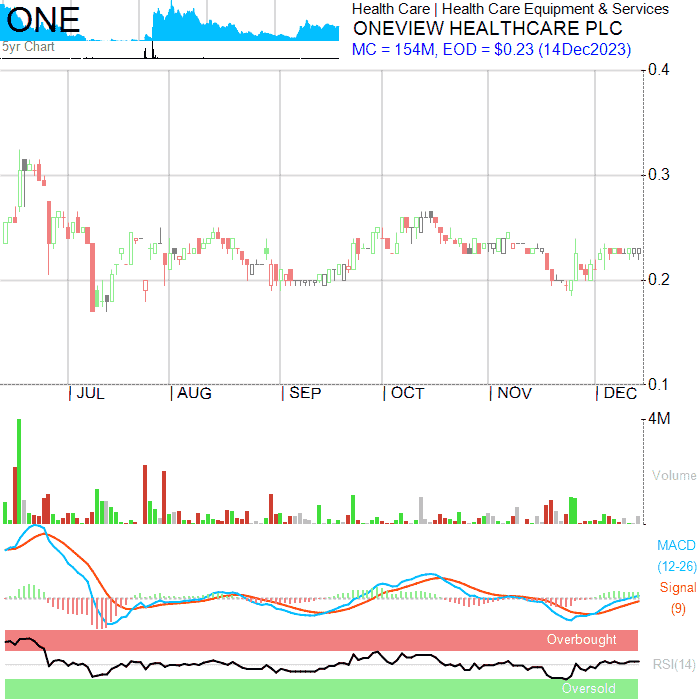 ONE
5yr Chart
Health Care | Health Care Equipment & Services
ONEVIEW HEALTHCARE PLC
MC = 154M, EOD = $0.23 (14Dec2023)
0.4
0.3
0.2
0.1
JUL AUG SEP OCT NOV DEC
4M
Volume
MACD
(12-26)
Signal
(9)
Overbought
RSI(14)
Oversold